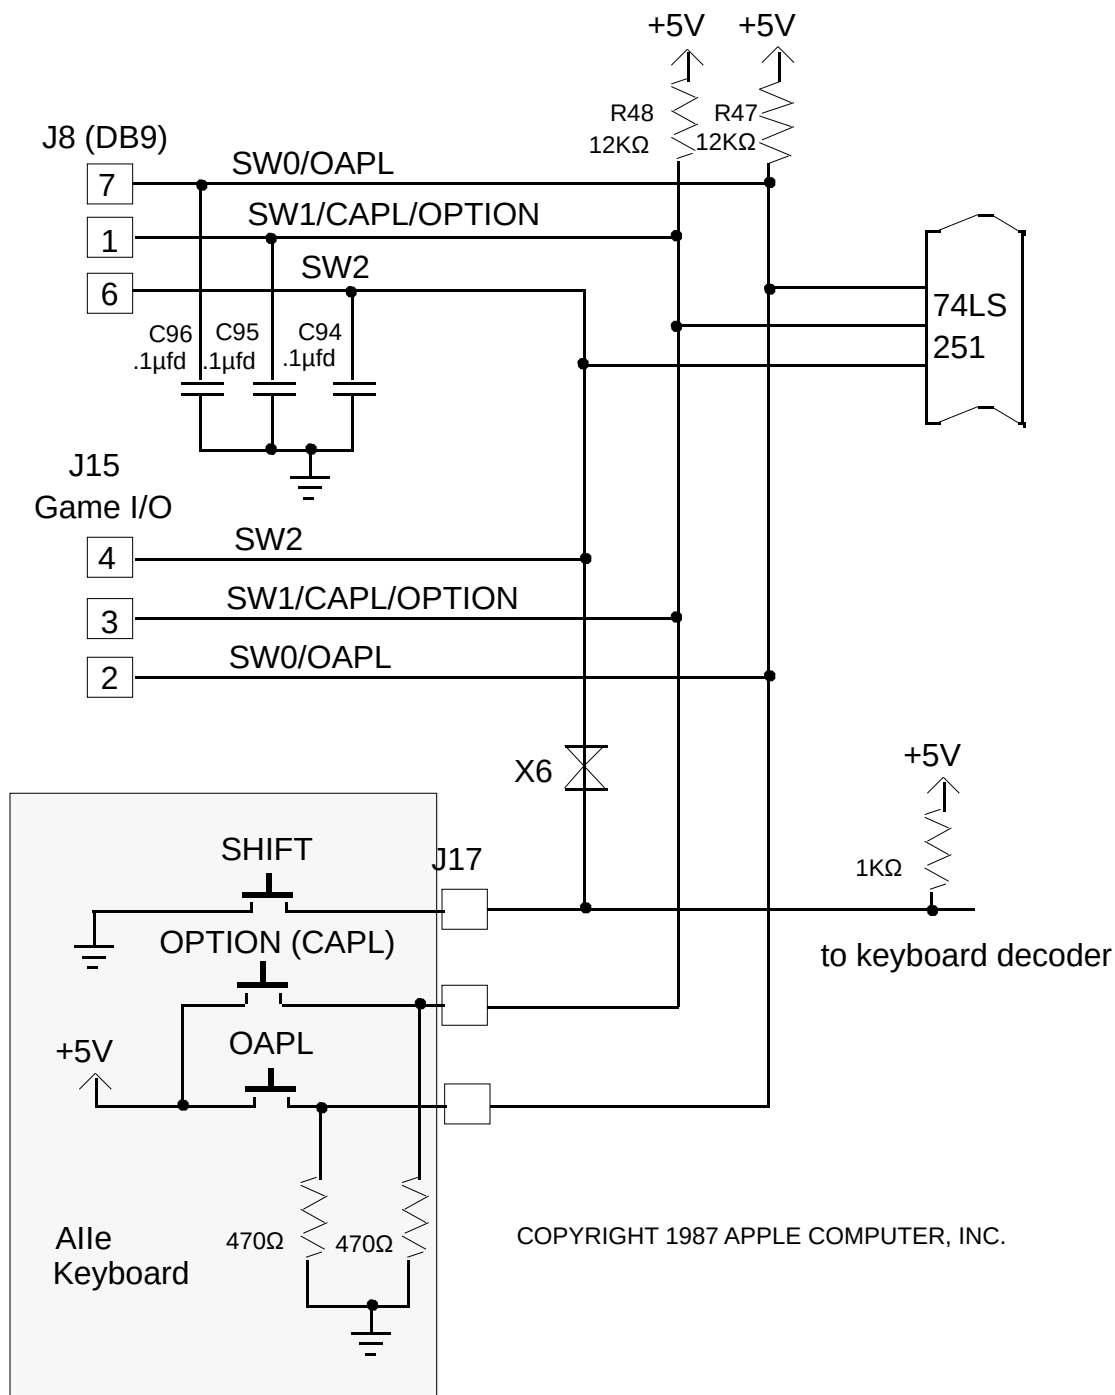 +5V +5V
R48 R47
12KΩ 12KΩ
J8 (DB9)
7 SW0/OAPL
1 SW1/CAPL/OPTION
6 SW2
74LS
251
C96 C95 C94
.1µfd .1µfd .1µfd
J15
Game I/O
4 SW2
3 SW1/CAPL/OPTION
2 SW0/OAPL
X6
+5V
SHIFT
J17
1KΩ
OPTION (CAPL)
to keyboard decoder
OAPL
+5V
470Ω 470Ω
AIIe
Keyboard
COPYRIGHT 1987 APPLE COMPUTER, INC.